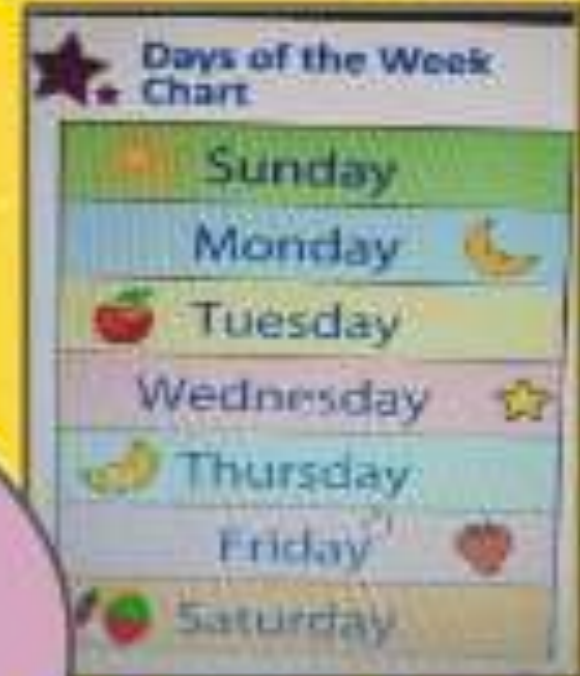 Days of the Week
Chart
Sunday
Monday
Tuesday
Wednesday
Thursday
Friday
Saturday